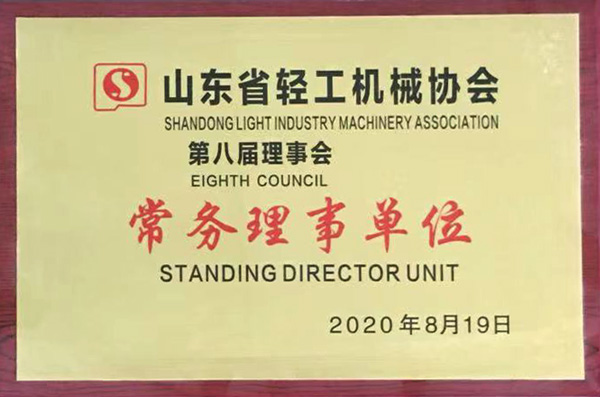 山东省轻工机械协会
SHANDONG LIGHT INDUSTRY MACHINERY ASSOCIATION
第八届理事会
EIGHTH COUNCIL
常务理事单位
STANDING DIRECTOR UNIT
2020年8月19日